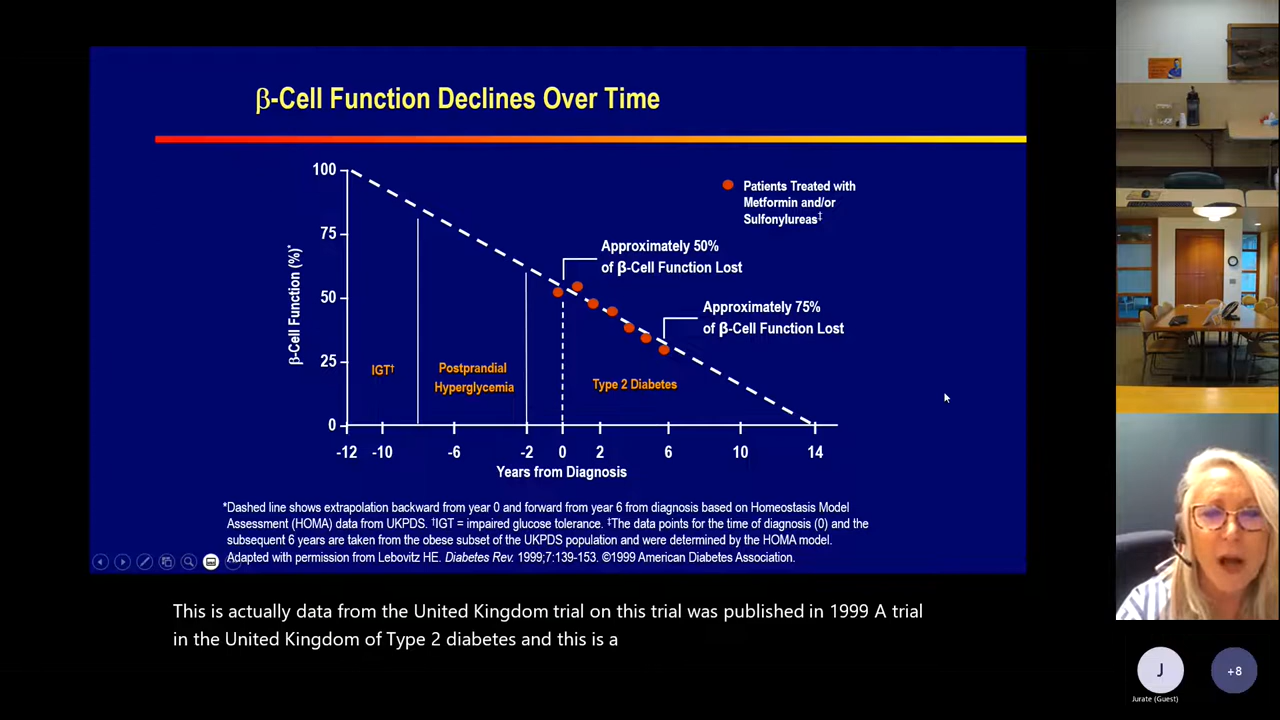 β-Cell Function Declines Over Time
100
75
50
25
0
β-Cell Function (%)*
-12 -10 -6 -2 0 2 6 10 14
Years from Diagnosis
IGT†
Postprandial
Hyperglycemia
Type 2 Diabetes
Patients Treated with
Metformin and/or
Sulfonylureas‡
Approximately 50%
of β-Cell Function Lost
Approximately 75%
of β-Cell Function Lost
*Dashed line shows extrapolation backward from year 0 and forward from year 6 from diagnosis based on Homeostasis Model
Assessment (HOMA) data from UKPDS. †IGT = impaired glucose tolerance. ‡The data points for the time of diagnosis (0) and the
subsequent 6 years are taken from the obese subset of the UKPDS population and were determined by the HOMA model.
Adapted with permission from Lebovitz HE. Diabetes Rev. 1999;7:139-153. ©1999 American Diabetes Association.
This is actually data from the United Kingdom trial on this trial was published in 1999 A trial
in the United Kingdom of Type 2 diabetes and this is a
J
+8
Jurate (Guest)